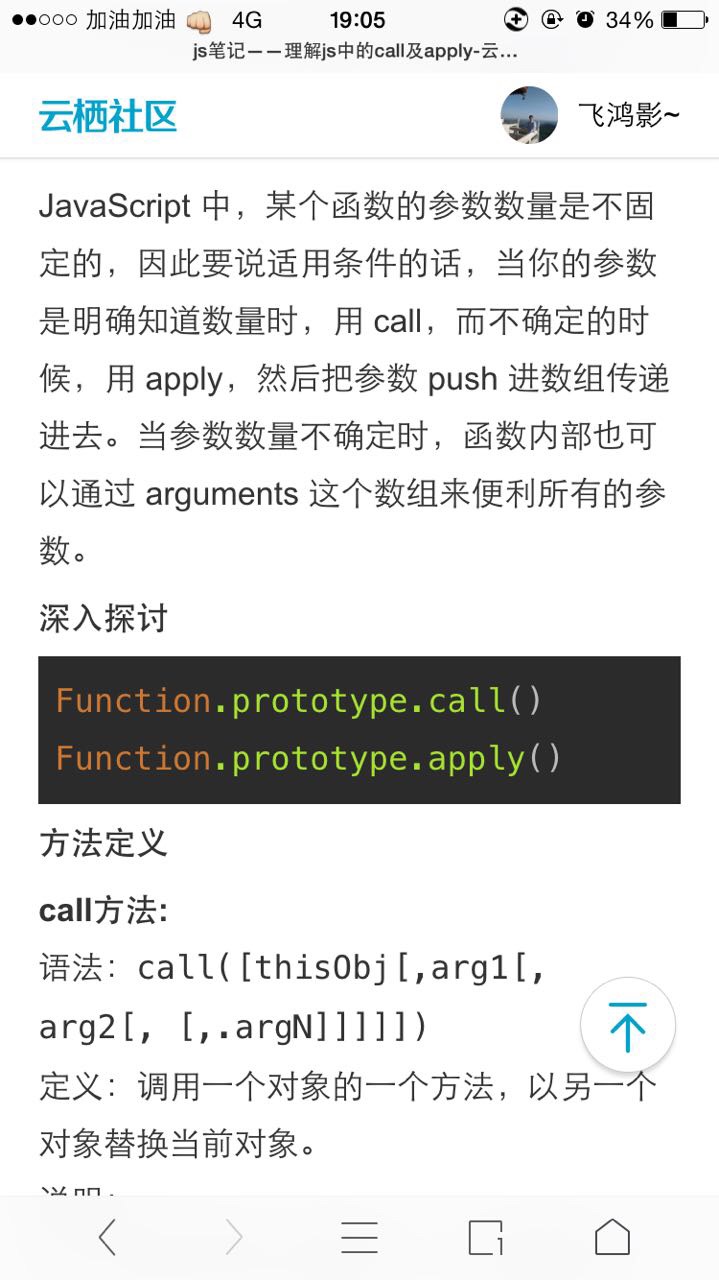 加油加油 👊 4G 19:05 34%
js笔记——理解js中的call及apply-云...
云栖社区 飞鸿影~
JavaScript 中，某个函数的参数数量是不固
定的，因此要说适用条件的话，当你的参数
是明确知道数量时，用 call，而不确定的时
候，用 apply，然后把参数 push 进数组传递
进去。当参数数量不确定时，函数内部也可
以通过 arguments 这个数组来便利所有的参
数。
深入探讨
Function.prototype.call()
Function.prototype.apply()
方法定义
call方法:
语法：call([thisObj[,arg1[,
arg2[, [,.argN]]]]])
定义：调用一个对象的一个方法，以另一个
对象替换当前对象。
说明：
1